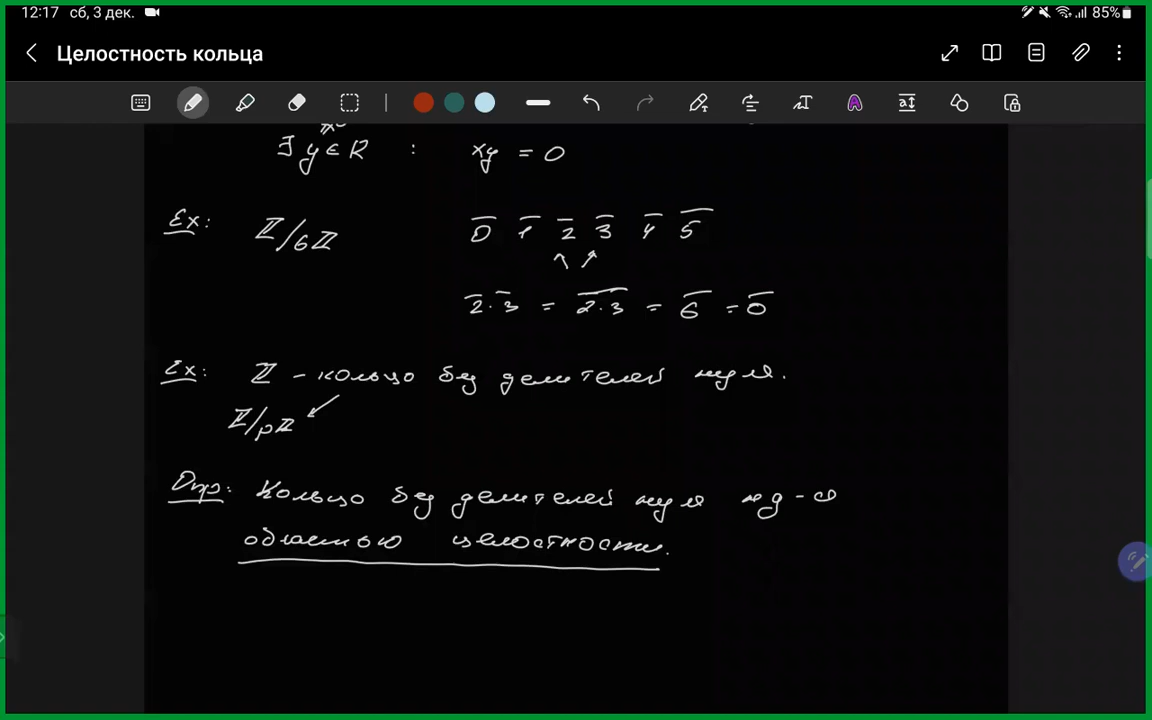 12:17 сб, 3 дек. 85%
Целостность кольца
∃ y ∈ R : xy = 0
Ex: ℤ/6ℤ 0̅ 1̅ 2̅ 3̅ 4̅ 5̅
2̅ · 3̅ = \overline{2·3} = 6̅ = 0̅
Ex: ℤ – кольцо без делителей нуля.
ℤ/pℤ
Опр: Кольцо без делителей нуля наз-ся
областью целостности.